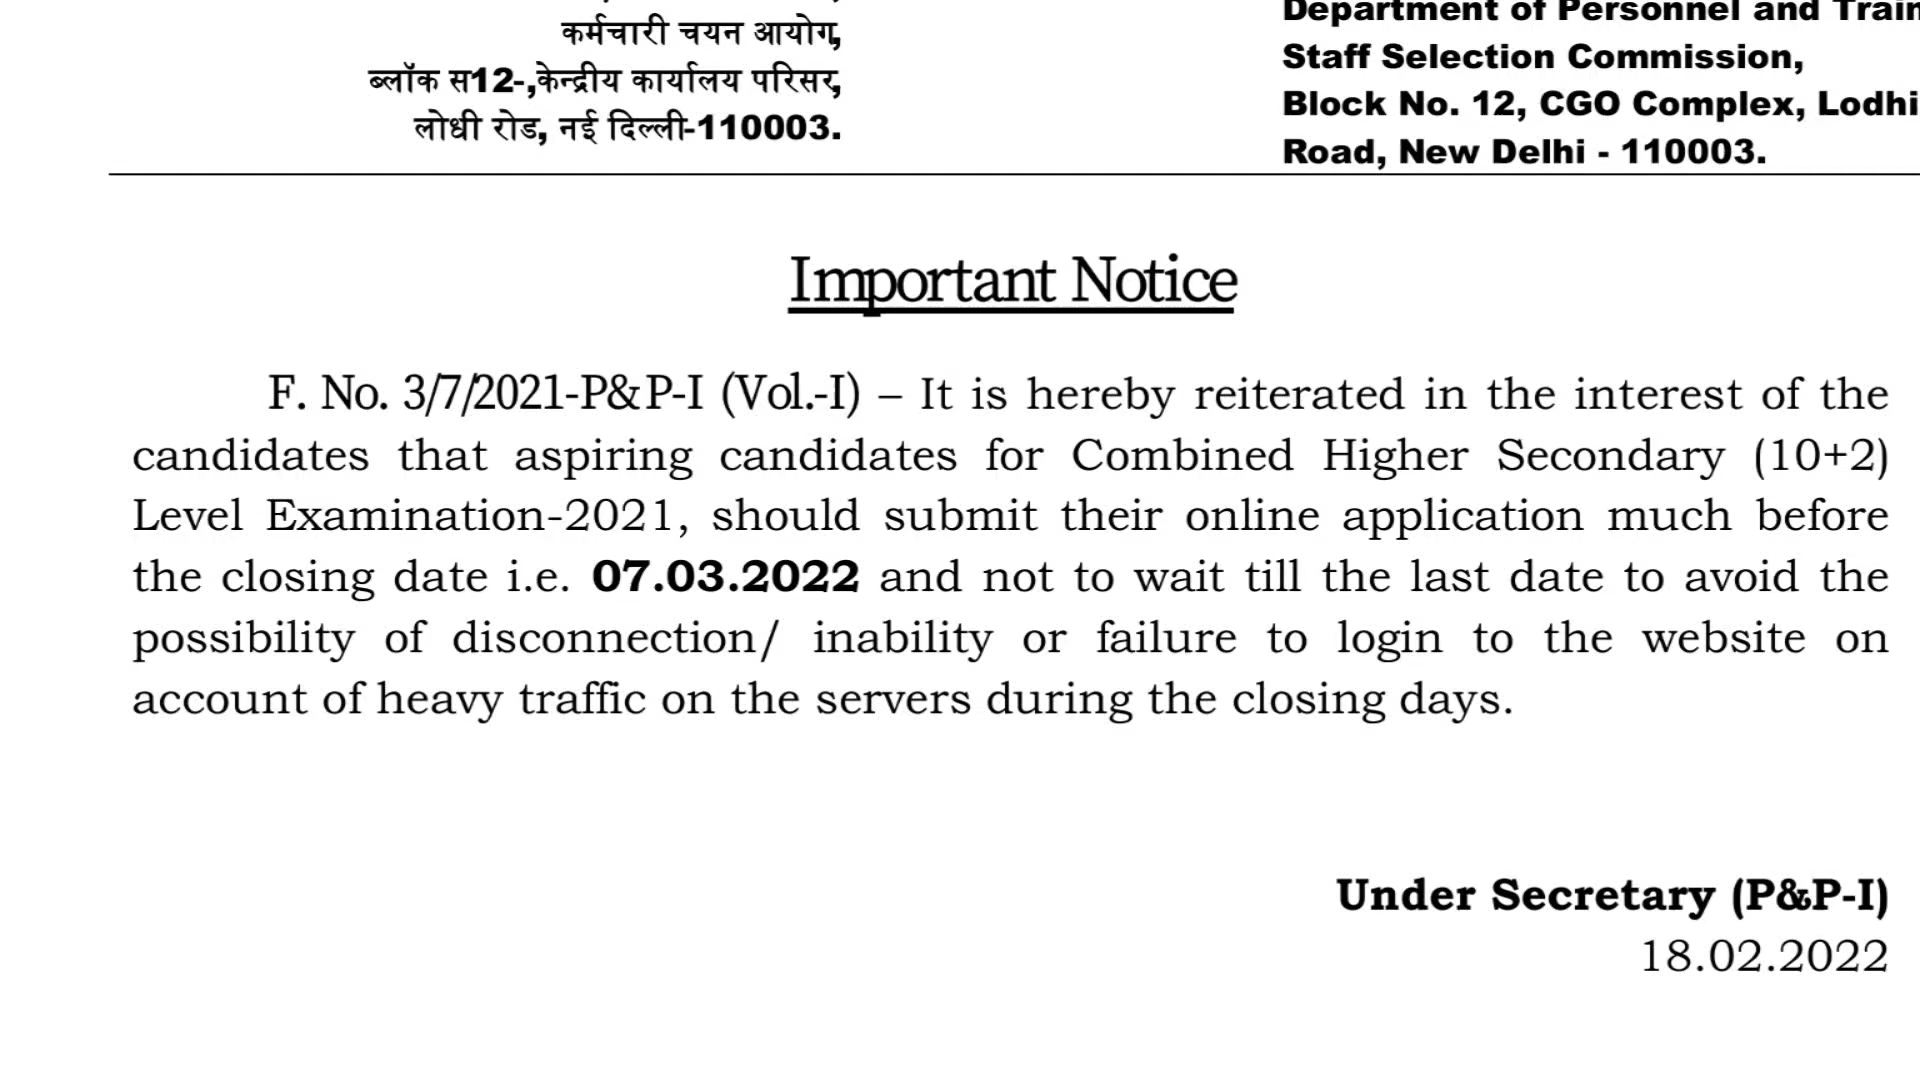 कर्मचारी चयन आयोग,
ब्लॉक स12-,केन्द्रीय कार्यालय परिसर,
लोधी रोड, नई दिल्ली-110003.
Department of Personnel and Train
Staff Selection Commission,
Block No. 12, CGO Complex, Lodhi
Road, New Delhi - 110003.
Important Notice
F. No. 3/7/2021-P&P-I (Vol.-I) – It is hereby reiterated in the interest of the
candidates that aspiring candidates for Combined Higher Secondary (10+2)
Level Examination-2021, should submit their online application much before
the closing date i.e. 07.03.2022 and not to wait till the last date to avoid the
possibility of disconnection/ inability or failure to login to the website on
account of heavy traffic on the servers during the closing days.
Under Secretary (P&P-I)
18.02.2022